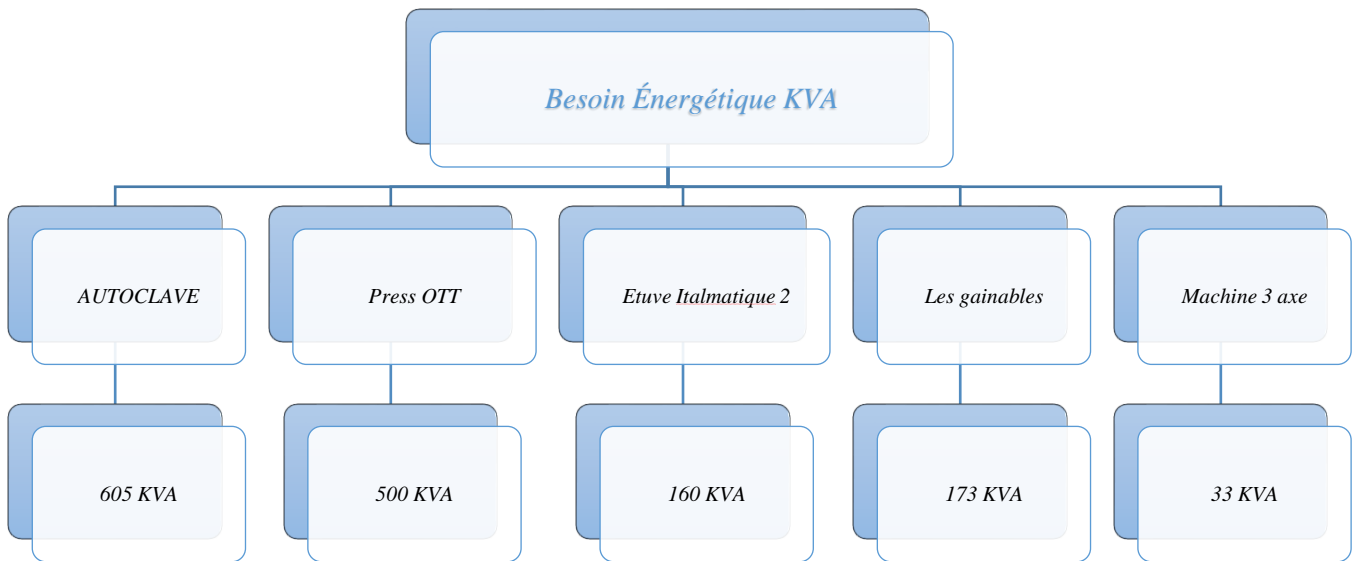 Besoin Énergétique KVA
AUTOCLAVE
Press OTT
Etuve Italmatique 2
Les gainables
Machine 3 axe
605 KVA
500 KVA
160 KVA
173 KVA
33 KVA